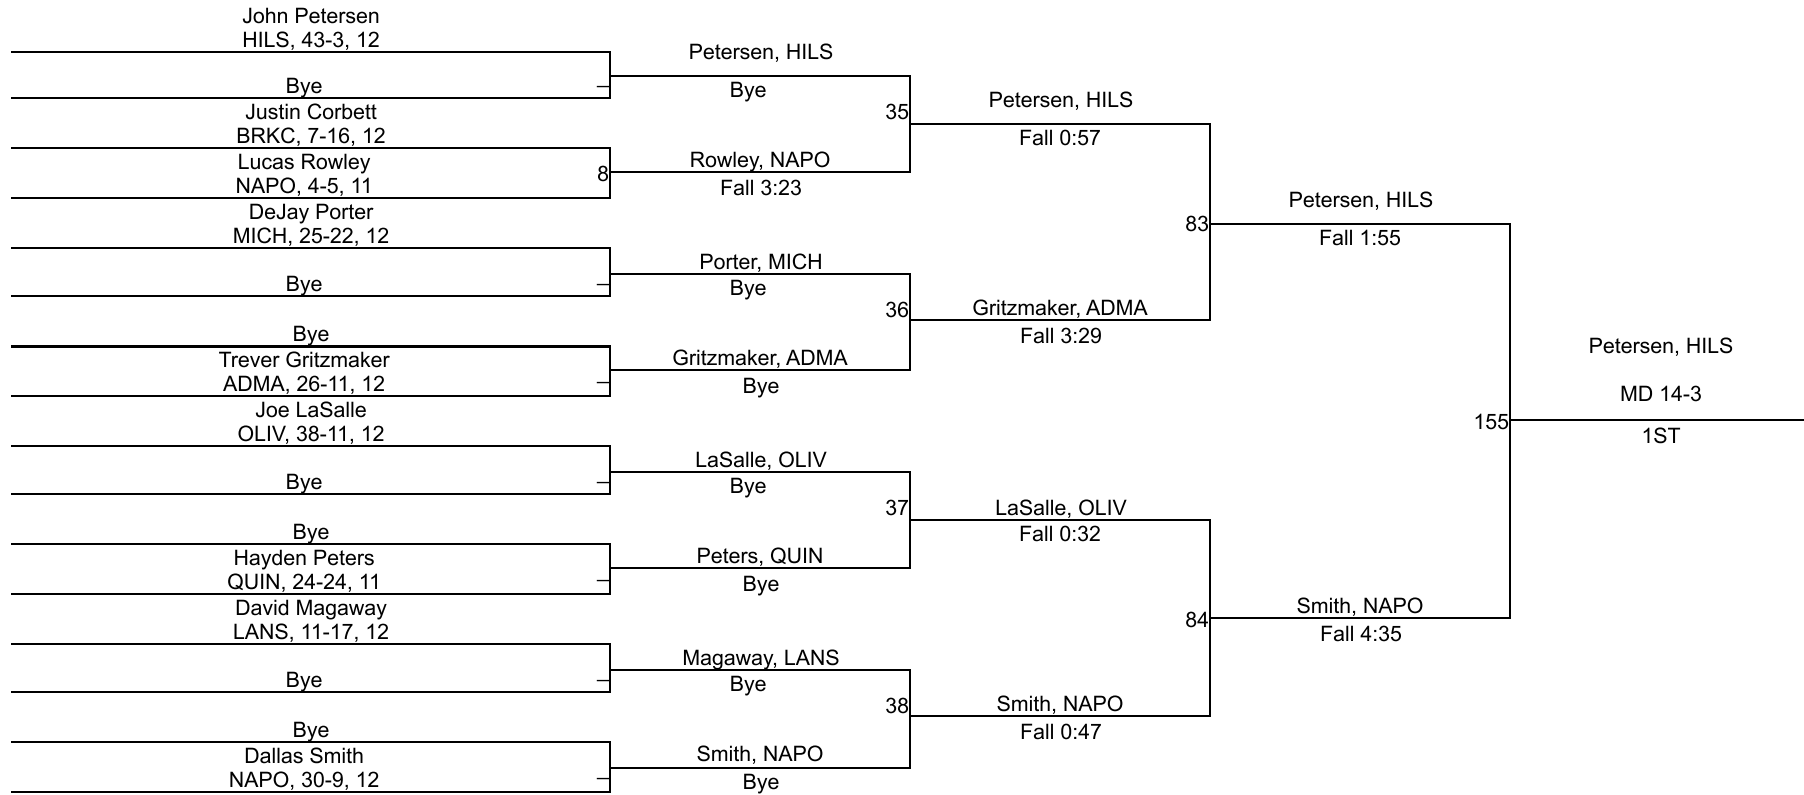 John Petersen
HILS, 43-3, 12
Bye
Justin Corbett
BRKC, 7-16, 12
Lucas Rowley
NAPO, 4-5, 11
8
DeJay Porter
MICH, 25-22, 12
Bye
Bye
Trever Gritzmaker
ADMA, 26-11, 12
Joe LaSalle
OLIV, 38-11, 12
Bye
Bye
Hayden Peters
QUIN, 24-24, 11
David Magaway
LANS, 11-17, 12
Bye
Bye
Dallas Smith
NAPO, 30-9, 12
Petersen, HILS
Bye
35
Rowley, NAPO
Fall 3:23
Porter, MICH
Bye
36
Gritzmaker, ADMA
Bye
LaSalle, OLIV
Bye
37
Peters, QUIN
Bye
Magaway, LANS
Bye
38
Smith, NAPO
Bye
Petersen, HILS
Fall 0:57
83
Gritzmaker, ADMA
Fall 3:29
LaSalle, OLIV
Fall 0:32
84
Smith, NAPO
Fall 0:47
Petersen, HILS
Fall 1:55
155
Smith, NAPO
Fall 4:35
Petersen, HILS
MD 14-3
1ST